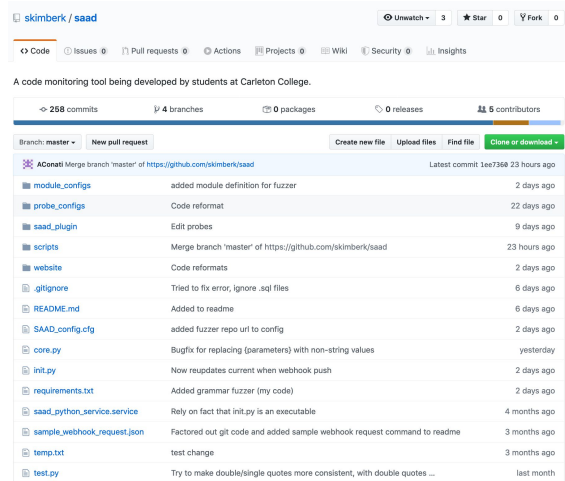 skimberk / saad
Unwatch 3 Star 0 Fork 0
Code Issues 0 Pull requests 0 Actions Projects 0 Wiki Security 0 Insights
A code monitoring tool being developed by students at Carleton College.
258 commits 4 branches 0 packages 0 releases 5 contributors
Branch: master New pull request Create new file Upload files Find file Clone or download
AConati Merge branch 'master' of https://github.com/skimberk/saad Latest commit 1ee7360 23 hours ago
module_configs added module definition for fuzzer 2 days ago
probe_configs Code reformat 22 days ago
saad_plugin Edit probes 9 days ago
scripts Merge branch 'master' of https://github.com/skimberk/saad 23 hours ago
website Code reformats 2 days ago
.gitignore Tried to fix error, ignore .sql files 6 days ago
README.md Added to readme 6 days ago
SAAD_config.cfg added fuzzer repo url to config 2 days ago
core.py Bugfix for replacing {parameters} with non-string values yesterday
init.py Now reupdates current when webhook push 2 days ago
requirements.txt Added grammar fuzzer (my code) 2 days ago
saad_python_service.service Rely on fact that init.py is an executable 4 months ago
sample_webhook_request.json Factored out git code and added sample webhook request command to readme 3 months ago
temp.txt test change 3 months ago
test.py Try to make double/single quotes more consistent, with double quotes ... last month